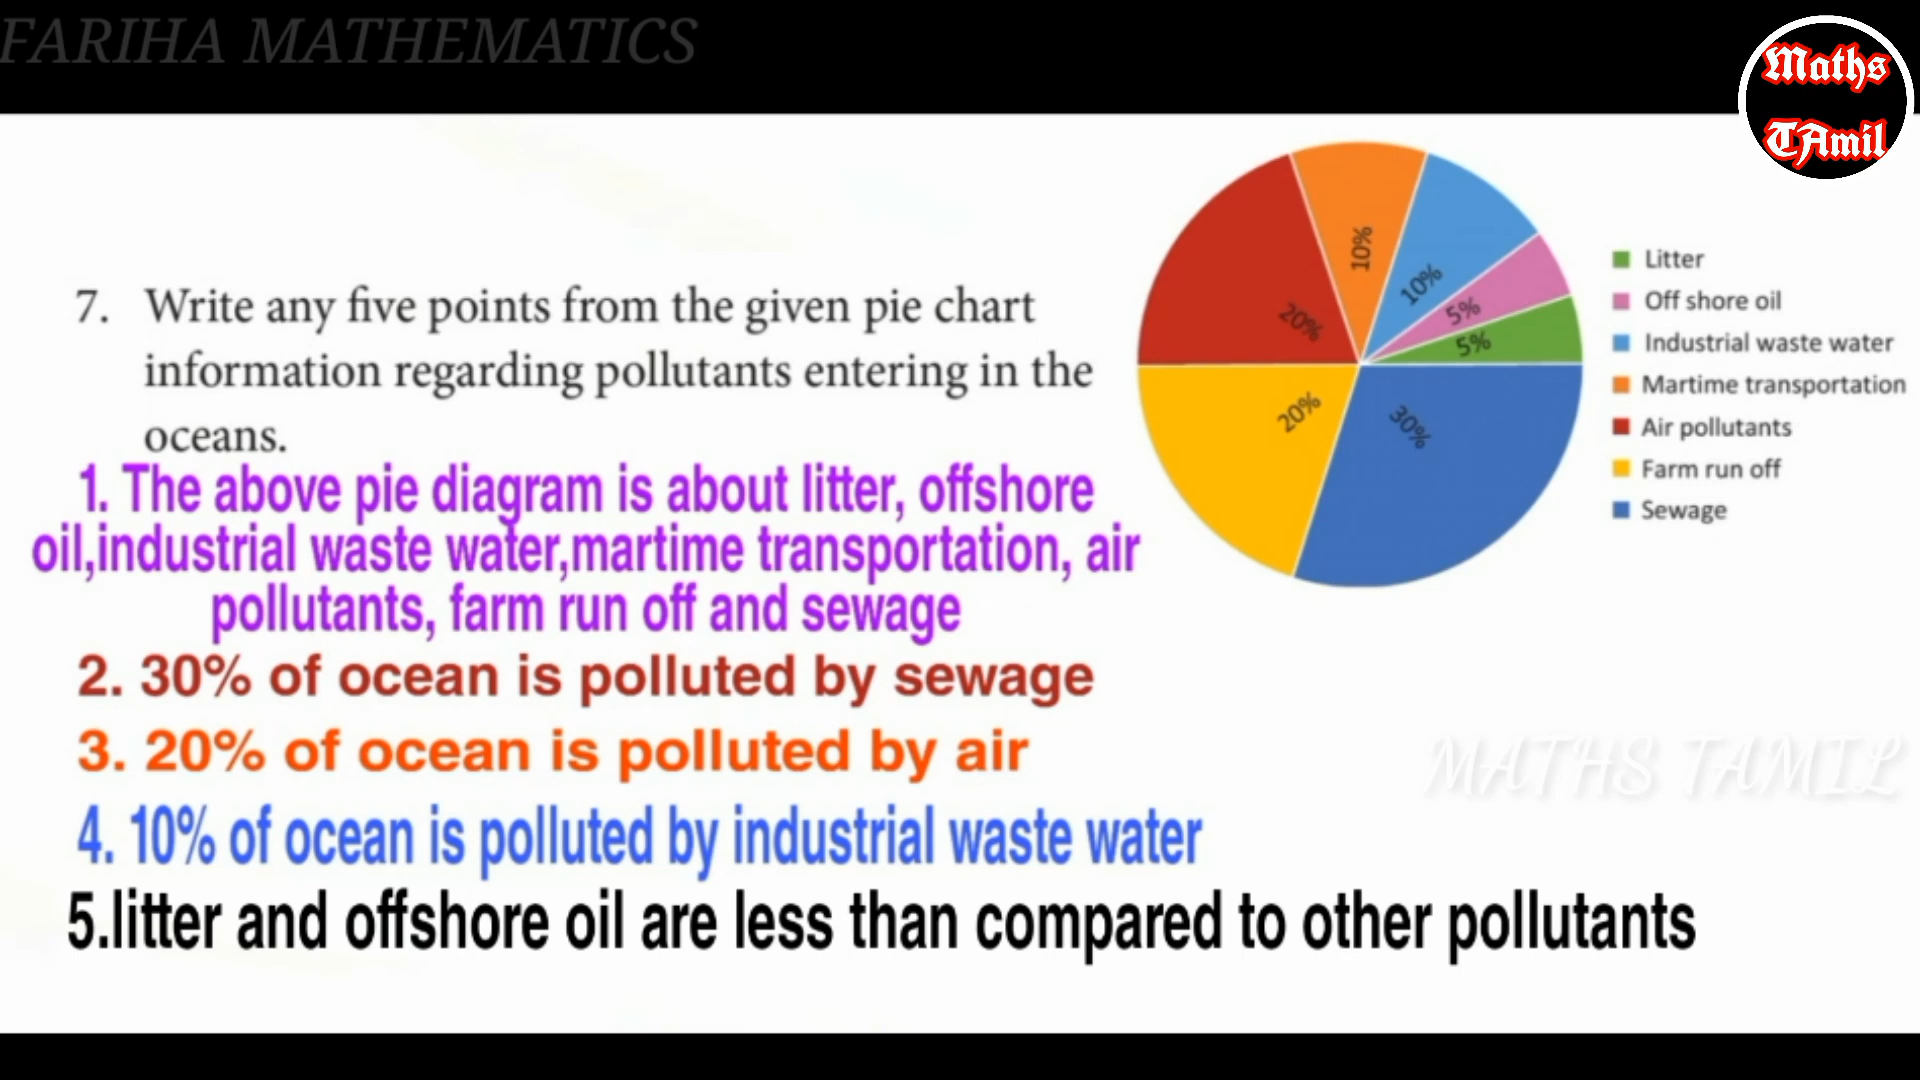 FARIHA MATHEMATICS
Maths
TAmil
7. Write any five points from the given pie chart
information regarding pollutants entering in the
oceans.
10%
10%
5%
5%
20%
20%
30%
Litter
Off shore oil
Industrial waste water
Martime transportation
Air pollutants
Farm run off
Sewage
1. The above pie diagram is about litter, offshore
oil,industrial waste water,martime transportation, air
pollutants, farm run off and sewage
2. 30% of ocean is polluted by sewage
3. 20% of ocean is polluted by air
MATHS TAMIL
4. 10% of ocean is polluted by industrial waste water
5.litter and offshore oil are less than compared to other pollutants